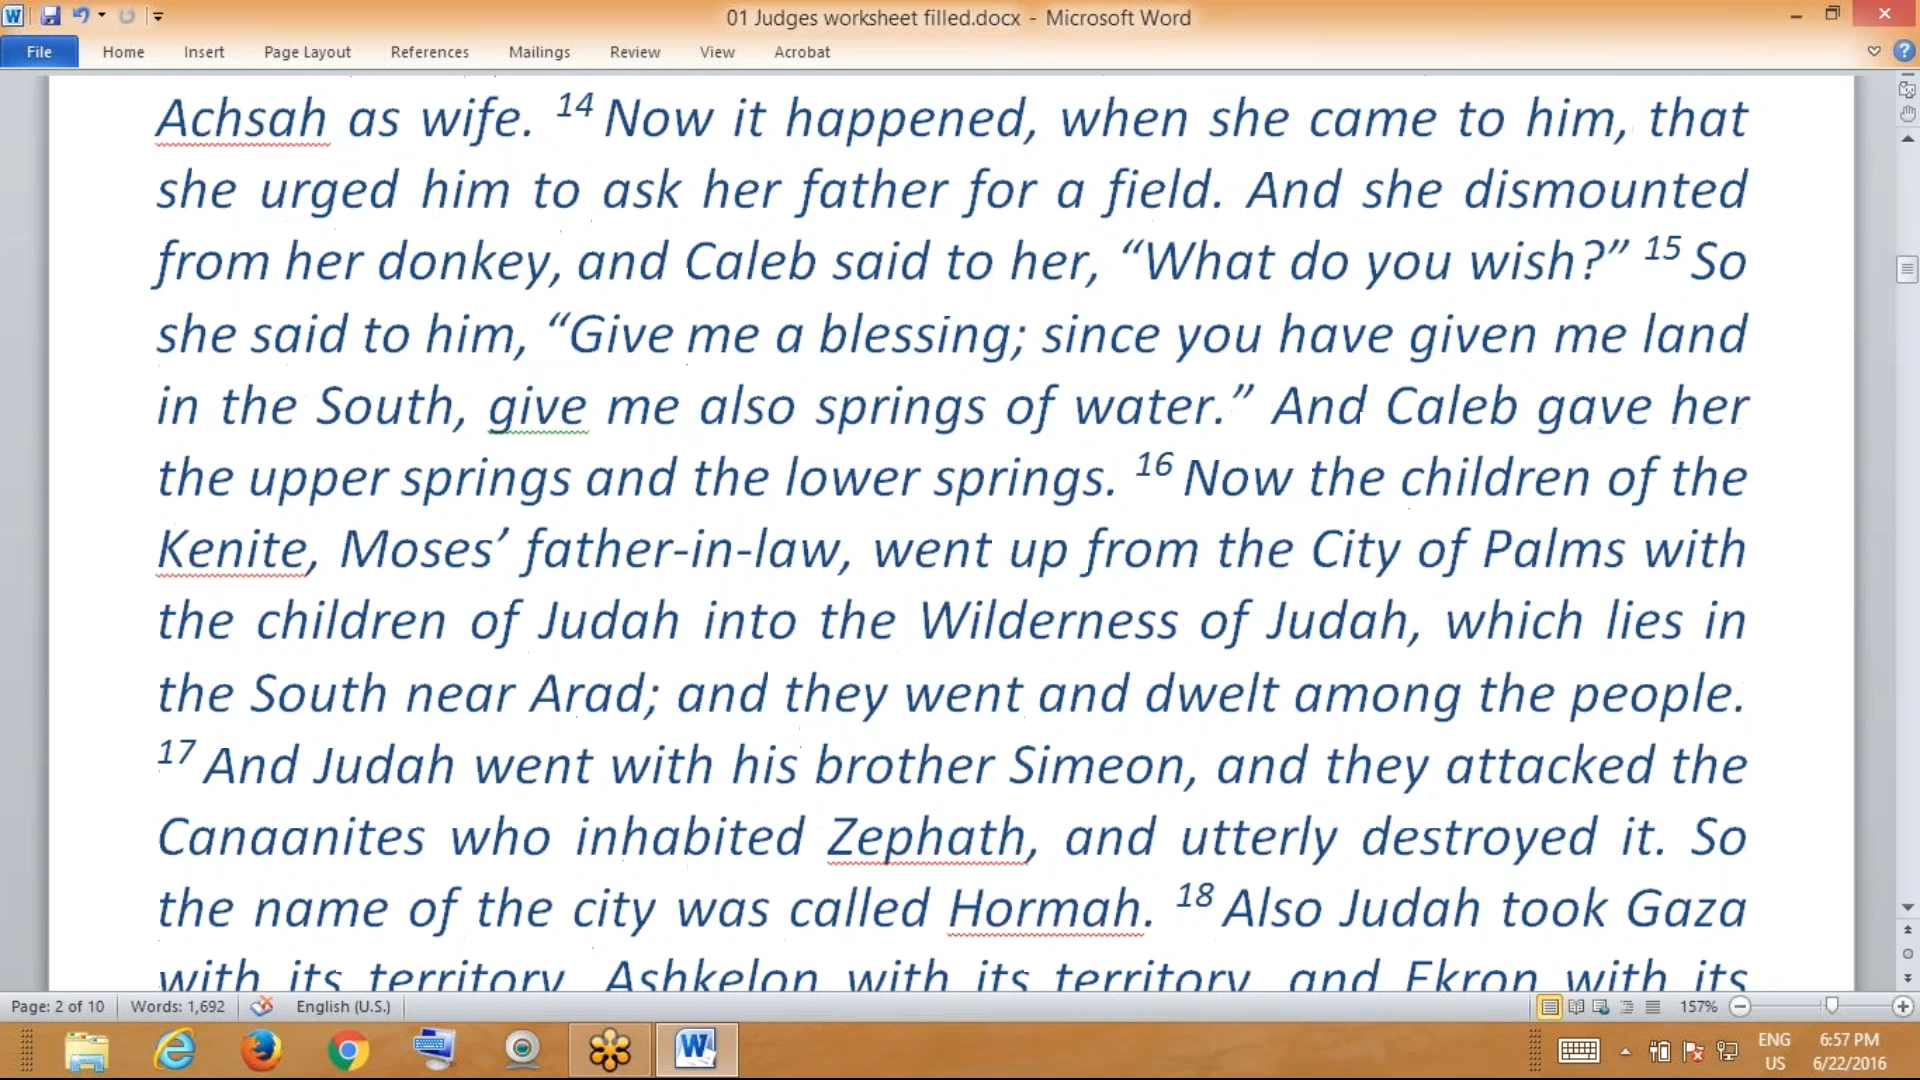 01 Judges worksheet filled.docx - Microsoft Word
File Home Insert Page Layout References Mailings Review View Acrobat
Achsah as wife. 14 Now it happened, when she came to him, that
she urged him to ask her father for a field. And she dismounted
from her donkey, and Caleb said to her, “What do you wish?” 15 So
she said to him, “Give me a blessing; since you have given me land
in the South, give me also springs of water.” And Caleb gave her
the upper springs and the lower springs. 16 Now the children of the
Kenite, Moses’ father-in-law, went up from the City of Palms with
the children of Judah into the Wilderness of Judah, which lies in
the South near Arad; and they went and dwelt among the people.
17 And Judah went with his brother Simeon, and they attacked the
Canaanites who inhabited Zephath, and utterly destroyed it. So
the name of the city was called Hormah. 18 Also Judah took Gaza
with its territory, Ashkelon with its territory, and Ekron with its
Page: 2 of 10 Words: 1,692 English (U.S.) 157%
ENG 6:57 PM
US 6/22/2016